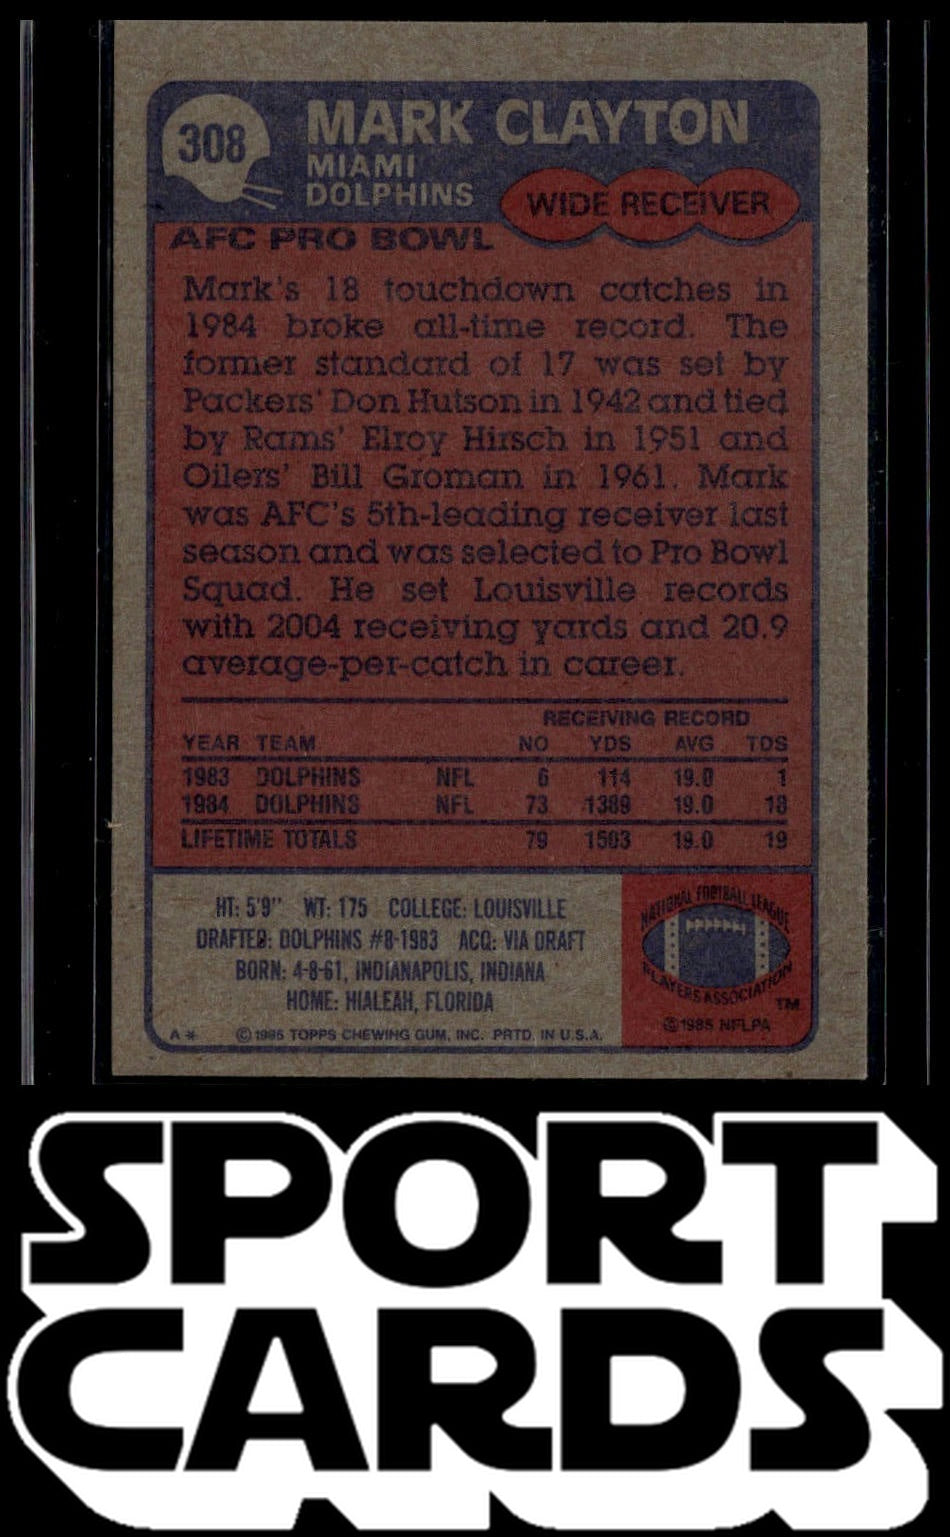 308
MARK CLAYTON
MIAMI
DOLPHINS
WIDE RECEIVER
AFC PRO BOWL
Mark's 18 touchdown catches in
1984 broke all-time record. The
former standard of 17 was set by
Packers' Don Hutson in 1942 and tied
by Rams' Elroy Hirsch in 1951 and
Oilers' Bill Groman in 1961. Mark
was AFC's 5th-leading receiver last
season and was selected to Pro Bowl
Squad. He set Louisville records
with 2004 receiving yards and 20.9
average-per-catch in career.
RECEIVING RECORD
YEAR TEAM NO YDS AVG TDS
1983 DOLPHINS NFL 6 114 19.0 1
1984 DOLPHINS NFL 73 1389 19.0 18
LIFETIME TOTALS 79 1503 19.0 19
HT: 5'9" WT: 175 COLLEGE: LOUISVILLE
DRAFTED: DOLPHINS #8-1983 ACQ: VIA DRAFT
BORN: 4-8-61, INDIANAPOLIS, INDIANA
HOME: HIALEAH, FLORIDA
A* © 1985 TOPPS CHEWING GUM, INC. PRTD. IN U.S.A.
NATIONAL FOOTBALL LEAGUE
PLAYERS ASSOCIATION
TM
© 1985 NFLPA
SPORT
CARDS